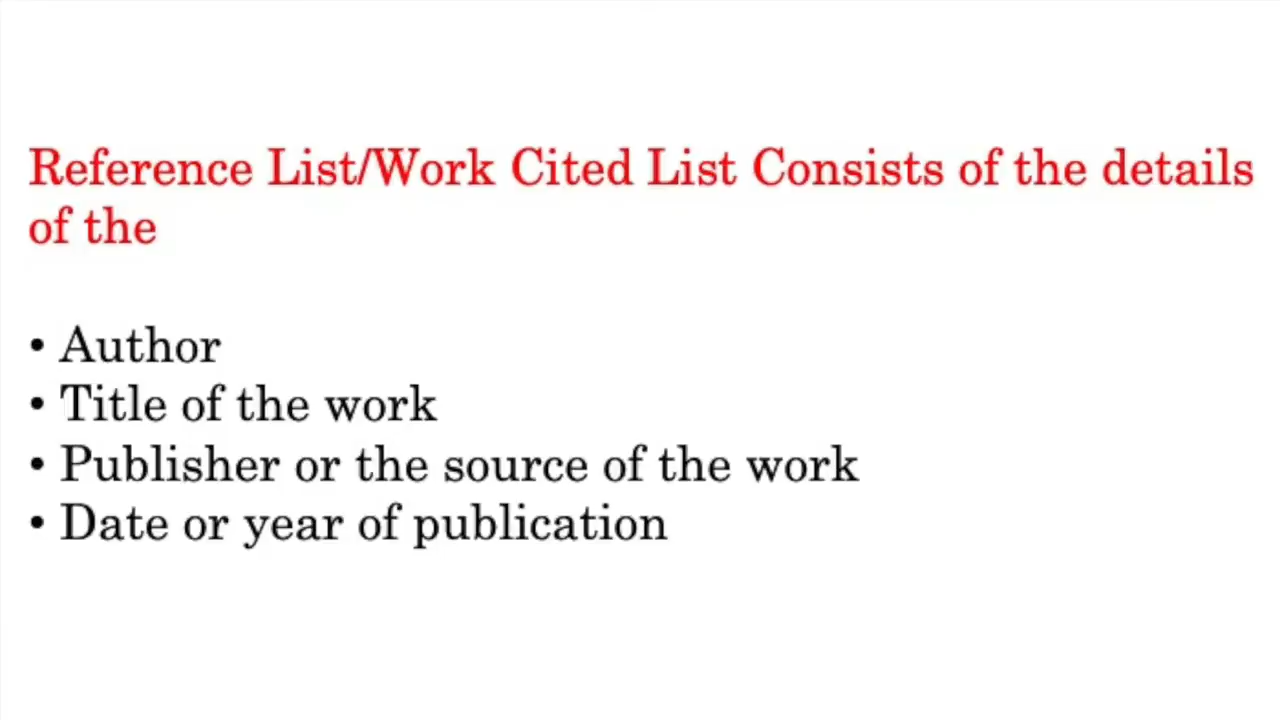 Reference List/Work Cited List Consists of the details
of the
• Author
• Title of the work
• Publisher or the source of the work
• Date or year of publication